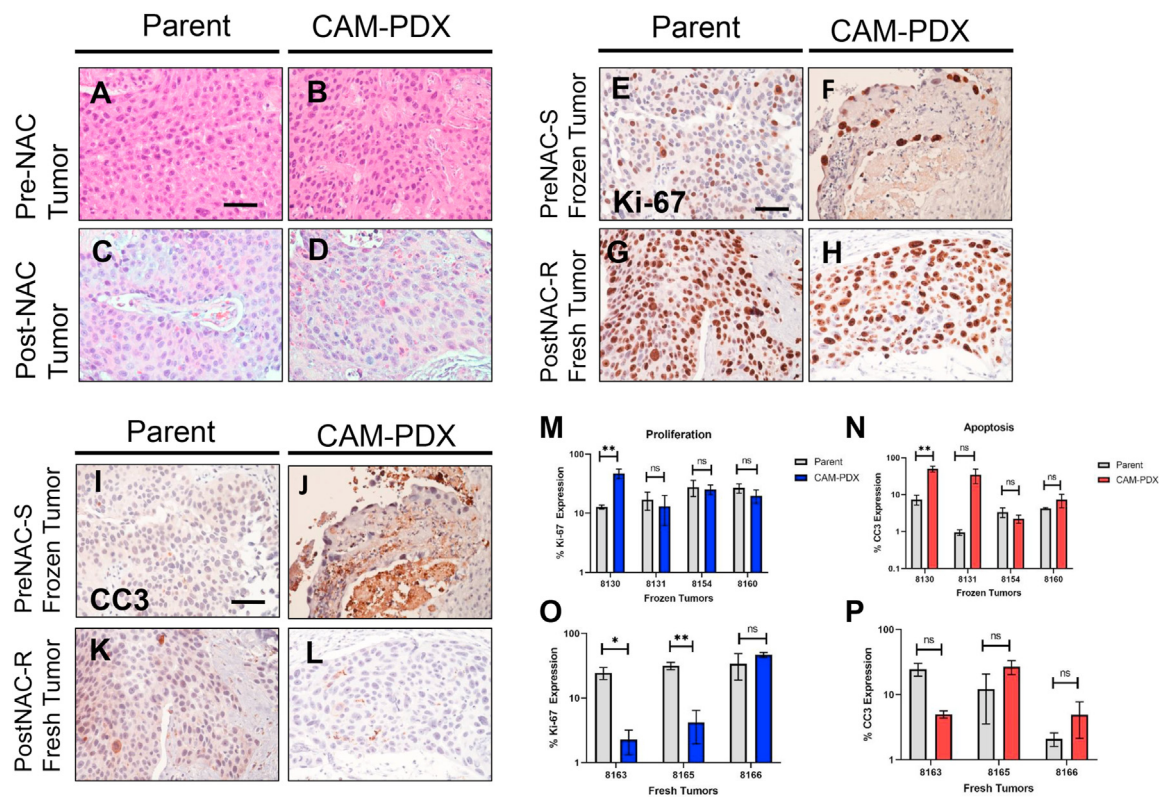 Parent CAM-PDX
Pre-NAC
Tumor
A B
Post-NAC
Tumor
C D
Parent CAM-PDX
PreNAC-S
Frozen Tumor
E F
Ki-67
PostNAC-R
Fresh Tumor
G H
Parent CAM-PDX
PreNAC-S
Frozen Tumor
I J
CC3
PostNAC-R
Fresh Tumor
K L
M
Proliferation
% Ki-67 Expression
100
10
1
** ns ns ns
Parent
CAM-PDX
8130 8131 8154 8160
Frozen Tumors
N
Apoptosis
% CC3 Expression
100
10
1
0.1
** ns ns ns
Parent
CAM-PDX
8130 8131 8154 8160
Frozen Tumors
O
% Ki-67 Expression
100
10
1
* ** ns
8163 8165 8166
Fresh Tumors
P
% CC3 Expression
100
10
1
ns ns ns
8163 8165 8166
Fresh Tumors